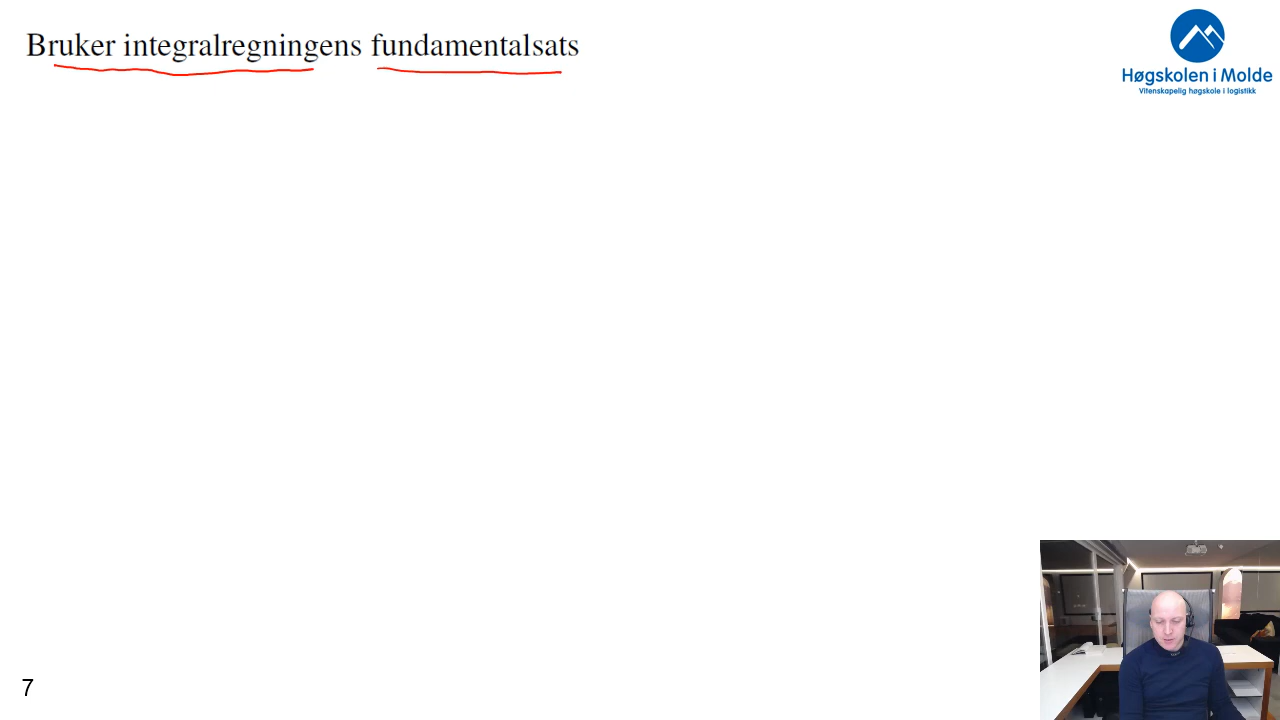 Bruker integralregningens fundamentalsats
Høgskolen i Molde
Vitenskapelig høgskole i logistikk
7